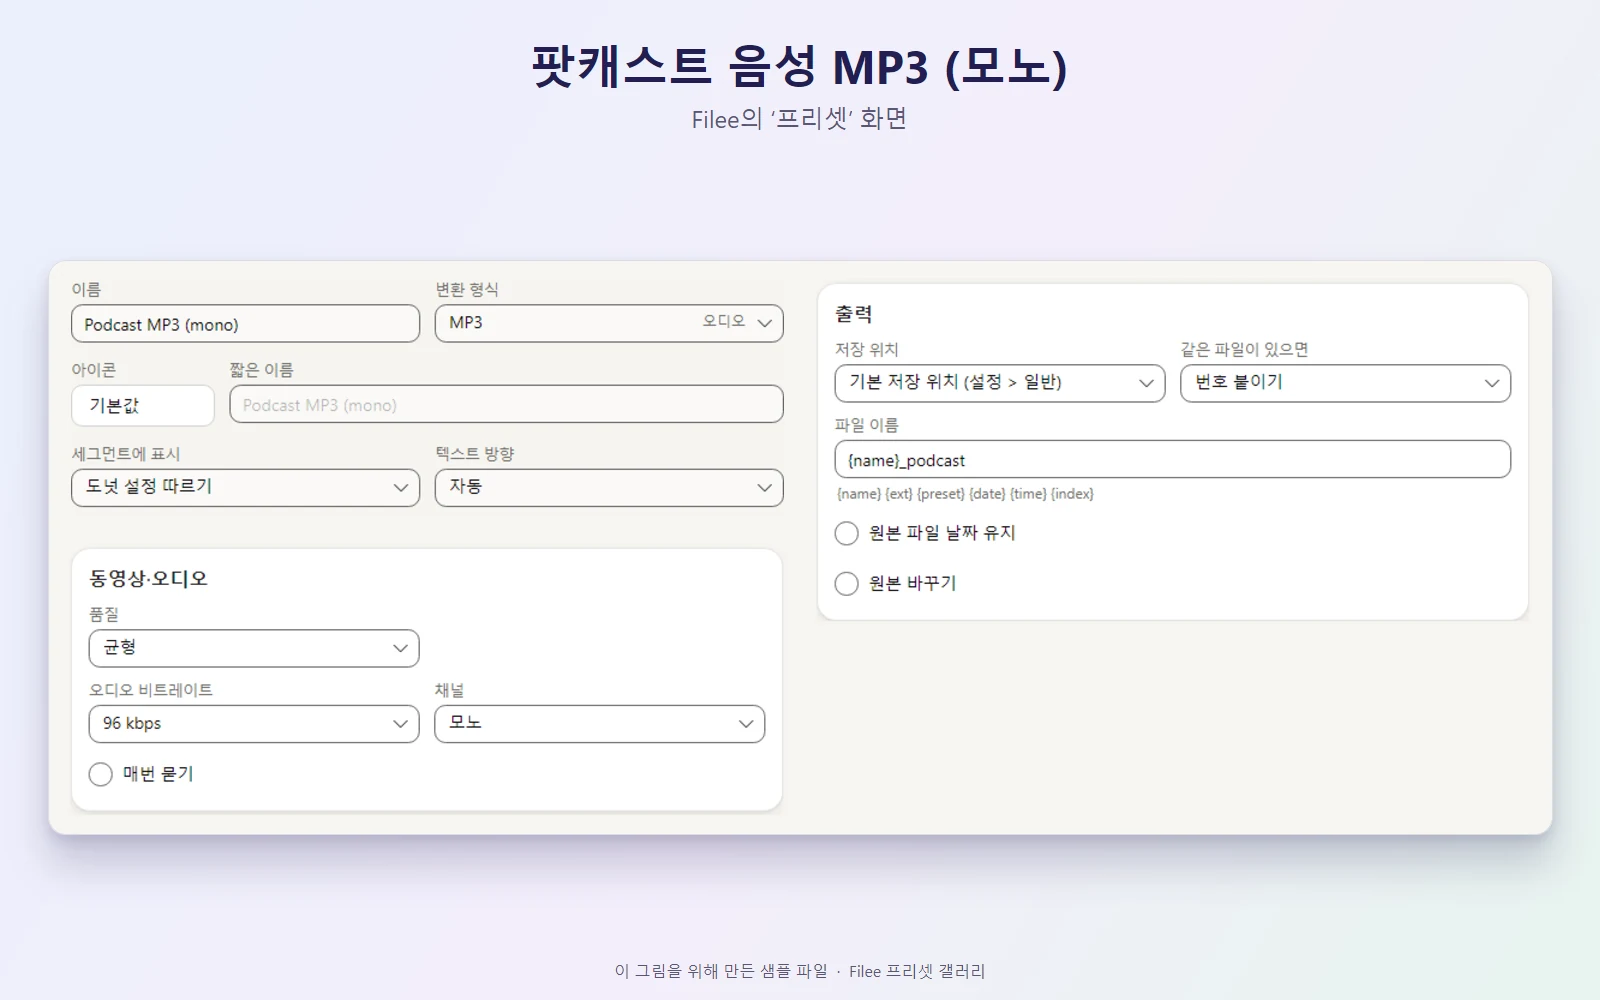 팟캐스트 음성 MP3 (모노)
Filee의 ‘프리셋’ 화면
이름
Podcast MP3 (mono)
변환 형식
MP3 오디오
아이콘
기본값
짧은 이름
Podcast MP3 (mono)
세그먼트에 표시
도넛 설정 따르기
텍스트 방향
자동
동영상·오디오
품질
균형
오디오 비트레이트
96 kbps
채널
모노
매번 묻기
출력
저장 위치
기본 저장 위치 (설정 > 일반)
같은 파일이 있으면
번호 붙이기
파일 이름
{name}_podcast
{name} {ext} {preset} {date} {time} {index}
원본 파일 날짜 유지
원본 바꾸기
이 그림을 위해 만든 샘플 파일 · Filee 프리셋 갤러리